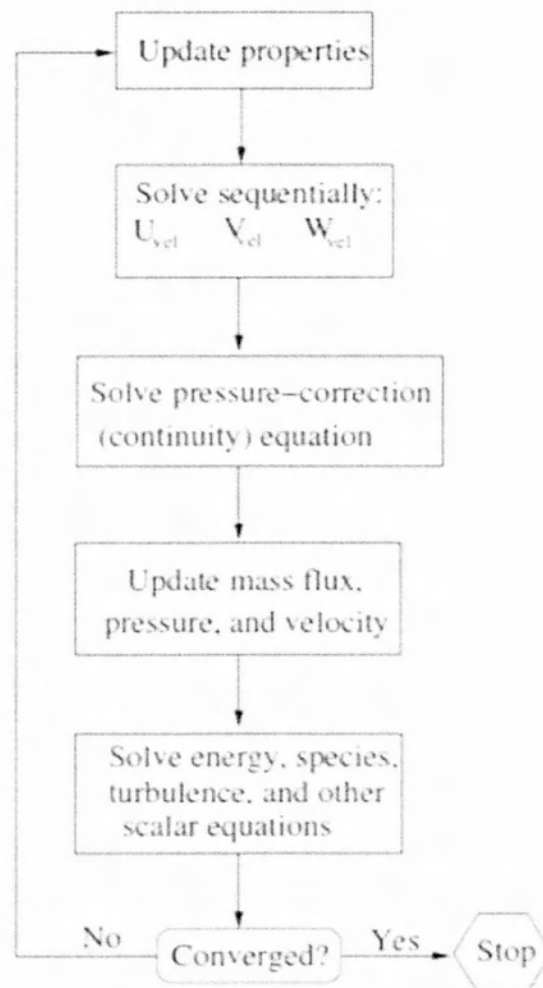 Update properties
Solve sequentially:
U_vel V_vel W_vel
Solve pressure-correction
(continuity) equation
Update mass flux,
pressure, and velocity
Solve energy, species,
turbulence, and other
scalar equations
No
Converged?
Yes
Stop